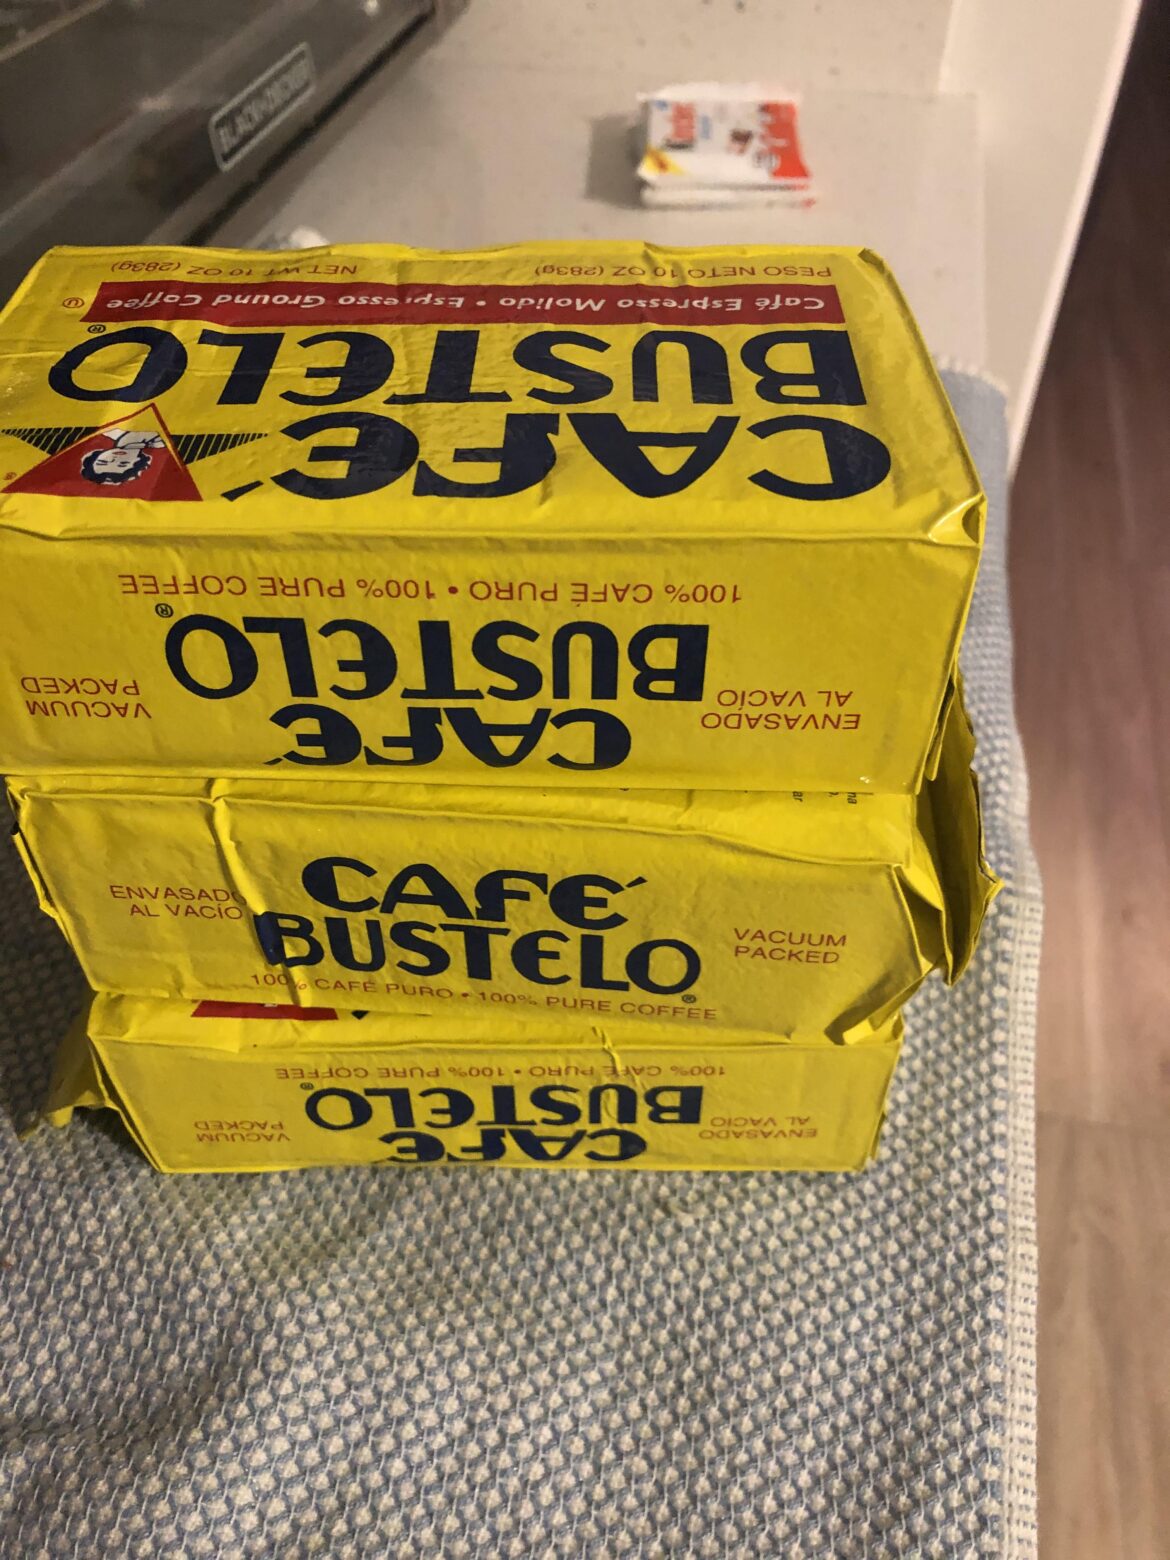 BLACK+DECKER
Kinder
CAFÉ
BUSTELO®
Café Espresso Molido • Espresso Ground Coffee
PESO NETO 10 OZ (283g) NET WT 10 OZ (283g)
CAFÉ
ENVASADO
AL VACÍO
BUSTELO®
VACUUM
PACKED
100% CAFÉ PURO • 100% PURE COFFEE
ENVASADO
AL VACÍO
CAFÉ
BUSTELO®
VACUUM
PACKED
100% CAFÉ PURO • 100% PURE COFFEE
CAFÉ
ENVASADO
AL VACÍO
BUSTELO®
VACUUM
PACKED
100% CAFÉ PURO • 100% PURE COFFEE